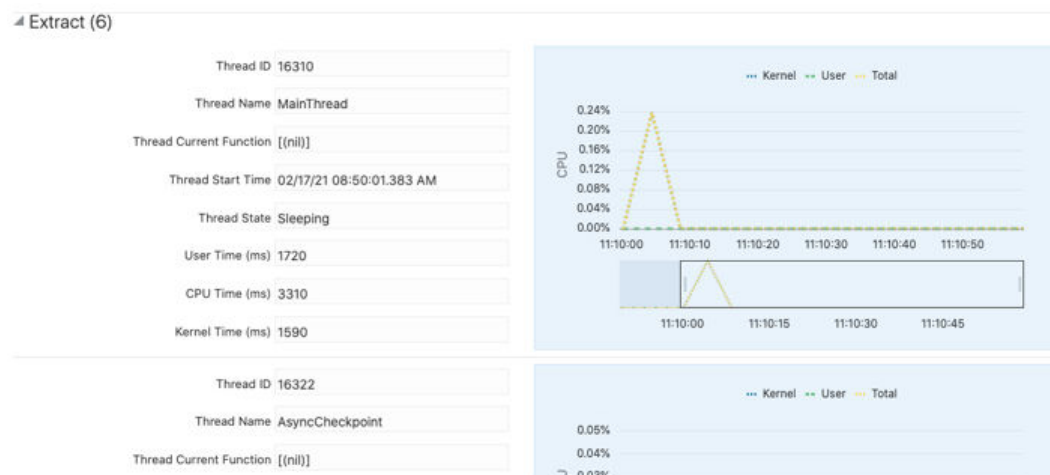 Extract (6)
Thread ID 16310
Thread Name MainThread
Thread Current Function [(nil)]
Thread Start Time 02/17/21 08:50:01.383 AM
Thread State Sleeping
User Time (ms) 1720
CPU Time (ms) 3310
Kernel Time (ms) 1590
Kernel User Total
0.24%
0.20%
0.16%
0.12%
0.08%
0.04%
0.00%
CPU
11:10:00 11:10:10 11:10:20 11:10:30 11:10:40 11:10:50
11:10:00 11:10:15 11:10:30 11:10:45
Thread ID 16322
Thread Name AsyncCheckpoint
Thread Current Function [(nil)]
Kernel User Total
0.05%
0.04%
0.03%